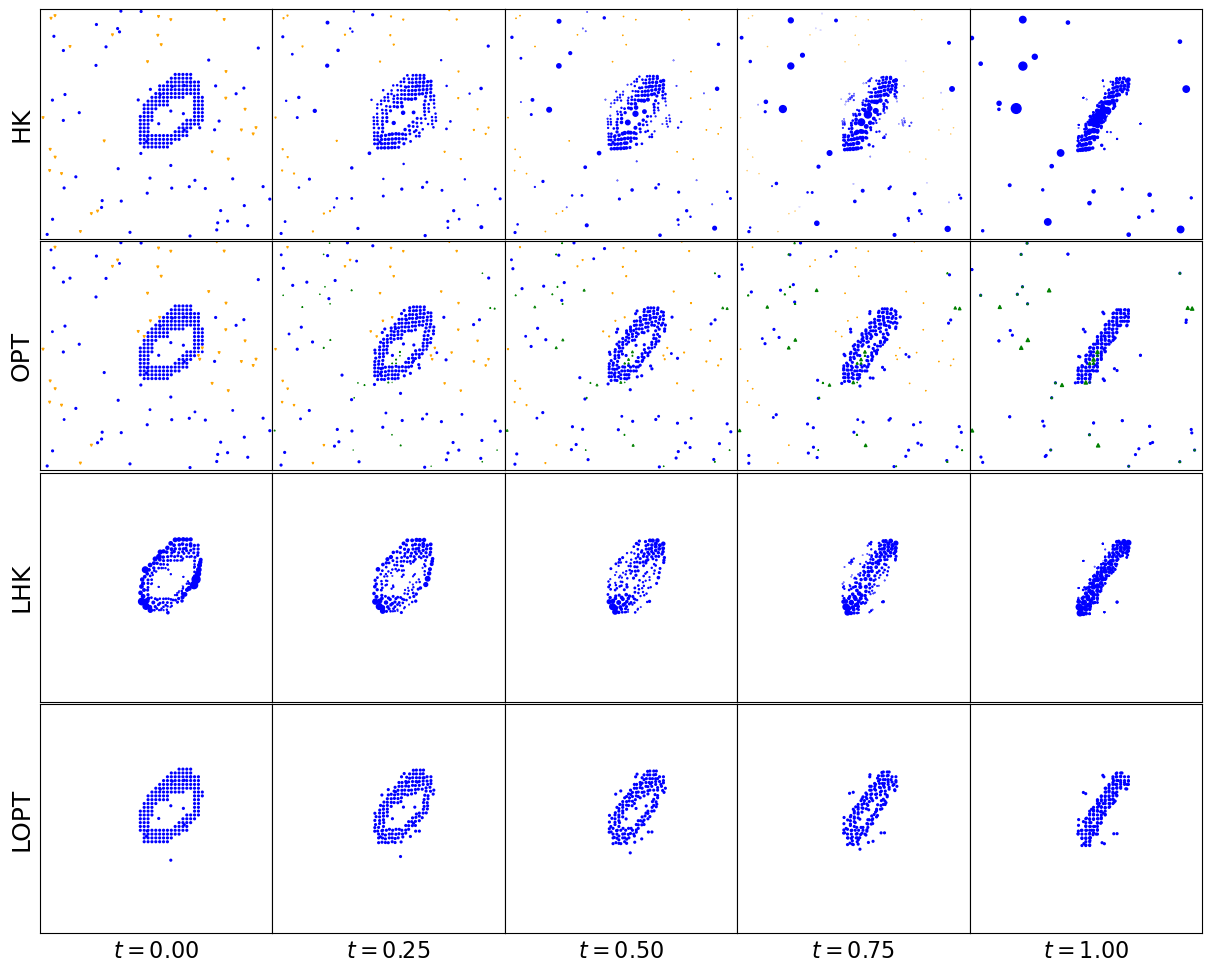 HK
OPT
LHK
LOPT
t = 0.00 t = 0.25 t = 0.50 t = 0.75 t = 1.00